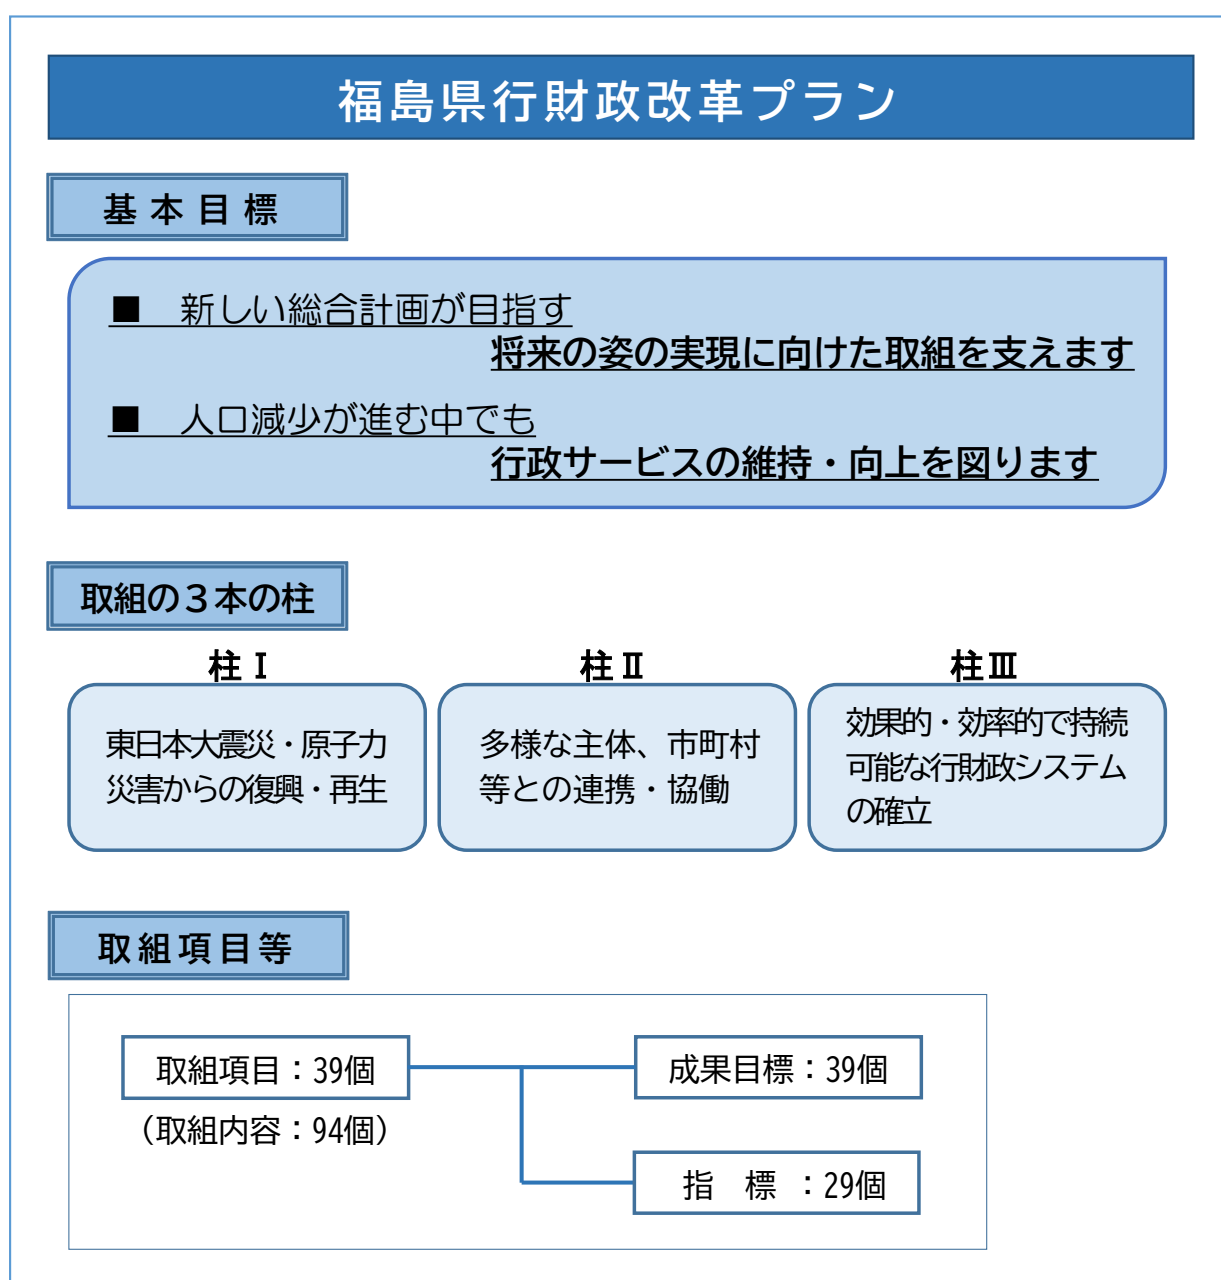 福島県行財政改革プラン
基本目標
■　新しい総合計画が目指す
将来の姿の実現に向けた取組を支えます
■　人口減少が進む中でも
行政サービスの維持・向上を図ります
取組の３本の柱
柱Ⅰ
東日本大震災・原子力
災害からの復興・再生
柱Ⅱ
多様な主体、市町村
等との連携・協働
柱Ⅲ
効果的・効率的で持続
可能な行財政システム
の確立
取組項目等
取組項目：39個
（取組内容：94個）
成果目標：39個
指　標　：29個